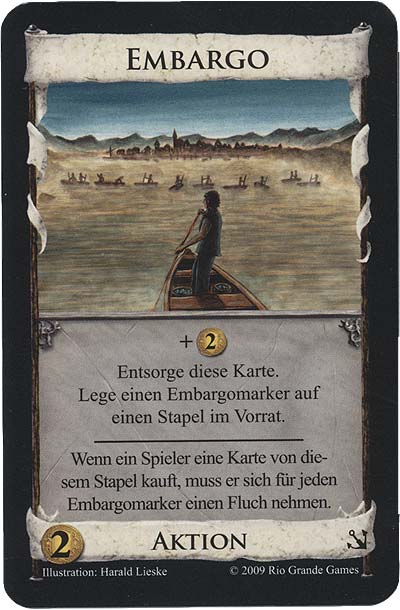 EMBARGO
+ 2
Entsorge diese Karte.
Lege einen Embargomarker auf
einen Stapel im Vorrat.
Wenn ein Spieler eine Karte von die-
sem Stapel kauft, muss er sich für jeden
Embargomarker einen Fluch nehmen.
2 AKTION
Illustration: Harald Lieske © 2009 Rio Grande Games